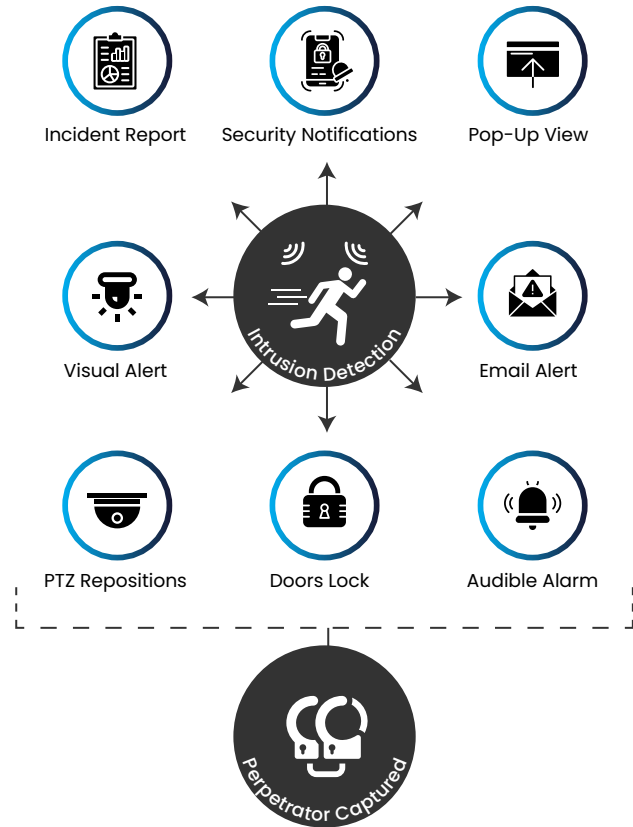 Incident Report
Security Notifications
Pop-Up View
Visual Alert
Intrusion Detection
Email Alert
PTZ Repositions
Doors Lock
Audible Alarm
Perpetrator Captured